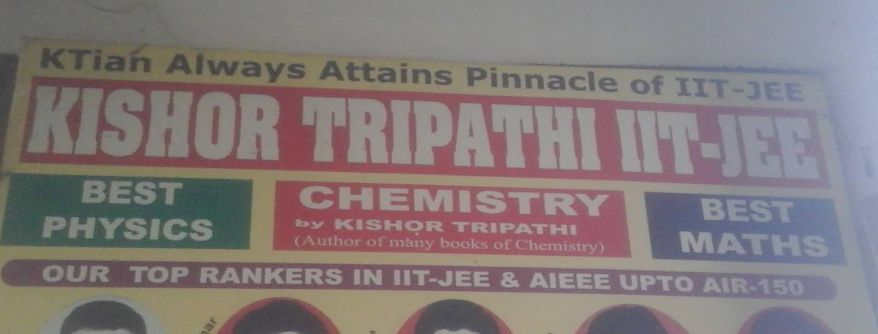 KTian Always Attains Pinnacle of IIT-JEE
KISHOR TRIPATHI IIT-JEE
BEST PHYSICS
CHEMISTRY
by KISHOR TRIPATHI
(Author of many books of Chemistry)
BEST MATHS
OUR TOP RANKERS IN IIT-JEE & AIEEE UPTO AIR-150